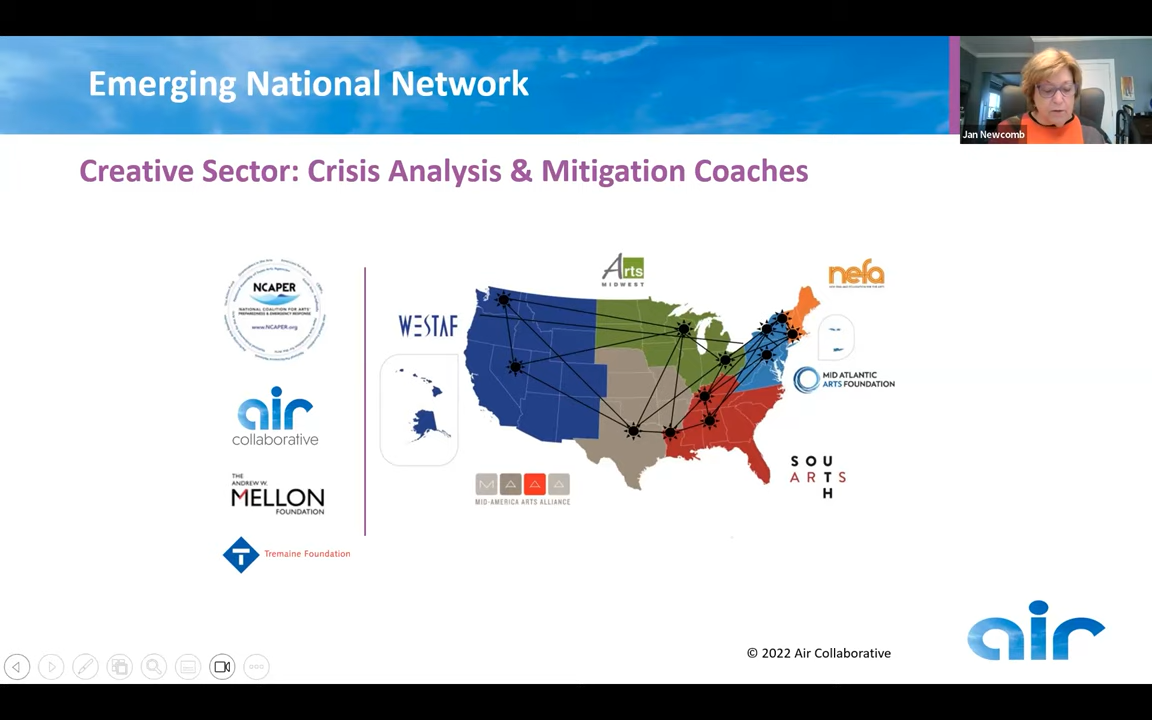 Emerging National Network
Jan Newcomb
Creative Sector: Crisis Analysis & Mitigation Coaches
NCAPER
NATIONAL COALITION FOR ARTS'
PREPAREDNESS & EMERGENCY RESPONSE
www.NCAPER.org
air
collaborative
THE
ANDREW W.
MELLON
FOUNDATION
T
Tremaine Foundation
WESTAF
Arts
MIDWEST
nefa
MID ATLANTIC
ARTS FOUNDATION
SOUTH
ARTS
M A A A
MID-AMERICA ARTS ALLIANCE
© 2022 Air Collaborative
air